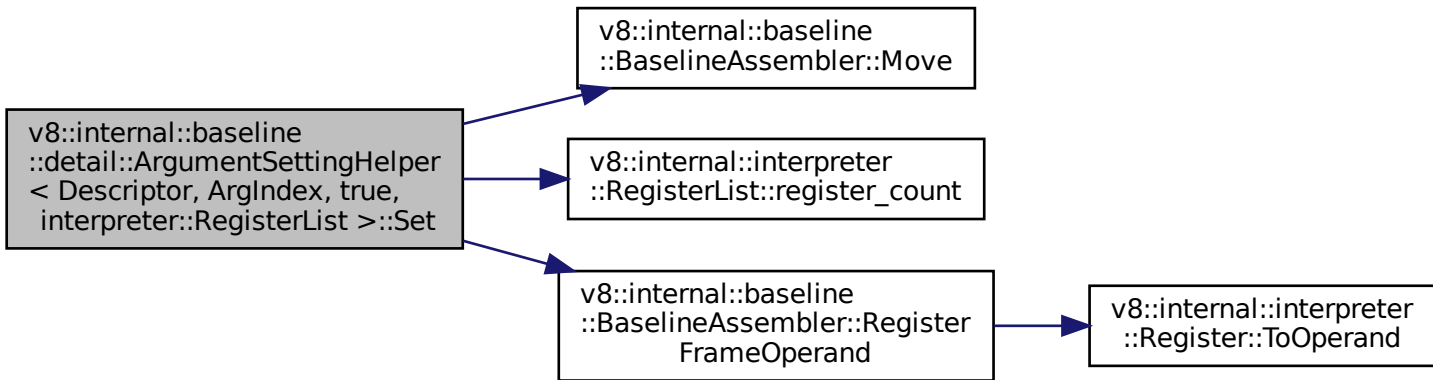 v8::internal::baseline
::detail::ArgumentSettingHelper
< Descriptor, ArgIndex, true,
interpreter::RegisterList >::Set
v8::internal::baseline
::BaselineAssembler::Move
v8::internal::interpreter
::RegisterList::register_count
v8::internal::baseline
::BaselineAssembler::Register
FrameOperand
v8::internal::interpreter
::Register::ToOperand